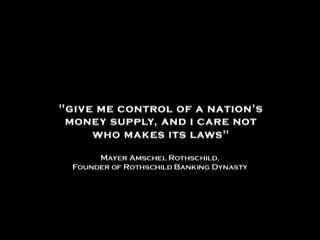 "GIVE ME CONTROL OF A NATION'S
MONEY SUPPLY, AND I CARE NOT
WHO MAKES ITS LAWS"
MAYER AMSCHEL ROTHSCHILD,
FOUNDER OF ROTHSCHILD BANKING DYNASTY